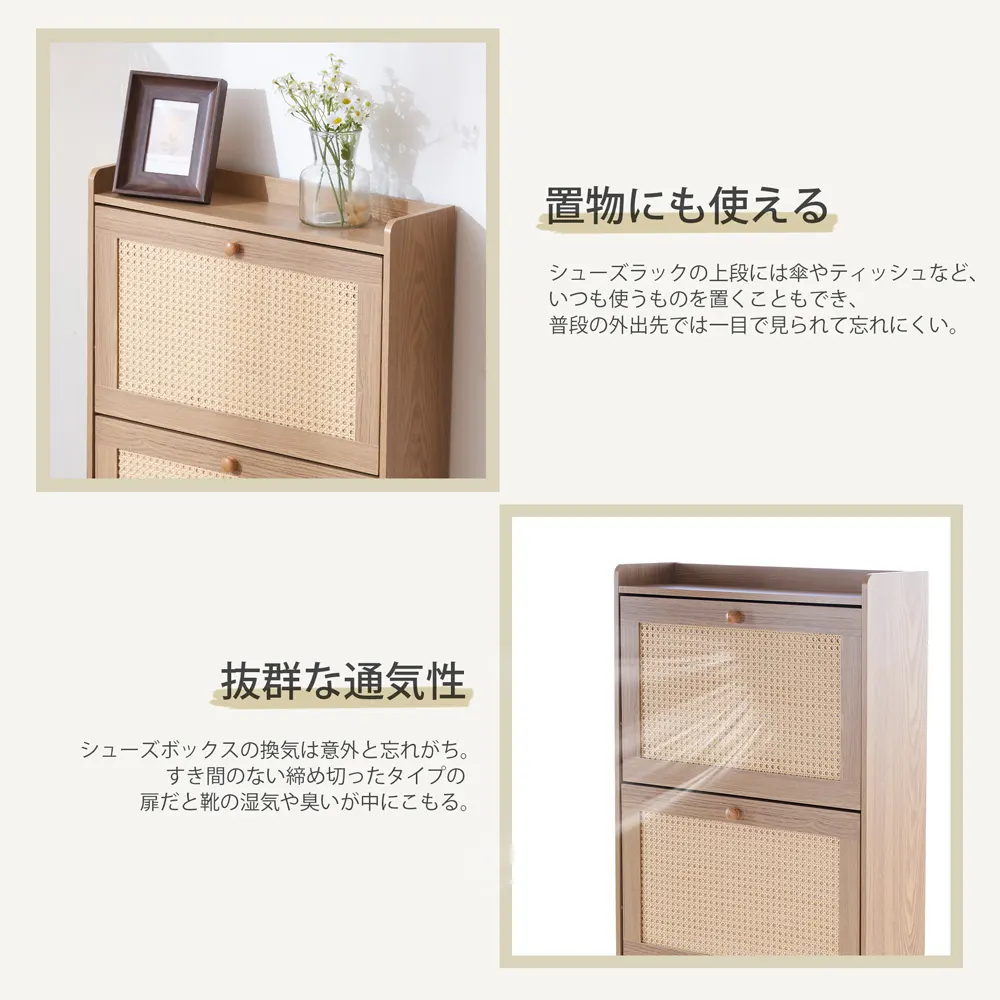 置物にも使える
シューズラックの上段には傘やティッシュなど、
いつも使うものを置くこともでき、
普段の外出先では一目で見られて忘れにくい。
抜群な通気性
シューズボックスの換気は意外と忘れがち。
すき間のない締め切ったタイプの
扉だと靴の湿気や臭いが中にこもる。